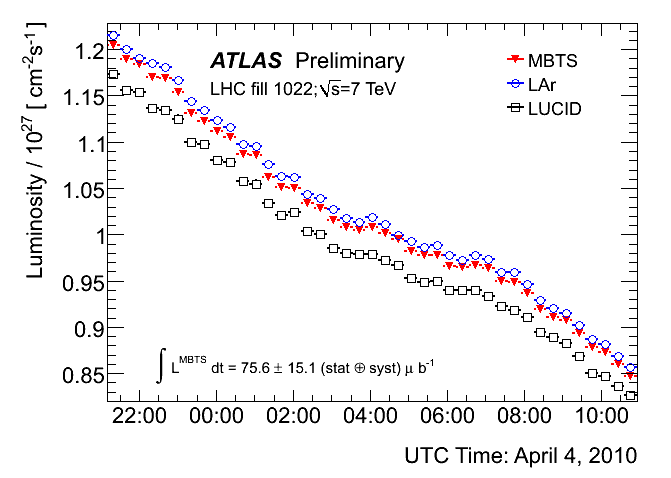 ATLAS Preliminary
LHC fill 1022; √s=7 TeV
MBTS
LAr
LUCID
Luminosity / 10²⁷ [ cm⁻²s⁻¹ ]
1.2
1.15
1.1
1.05
1
0.95
0.9
0.85
∫ L^MBTS dt = 75.6 ± 15.1 (stat ⊕ syst) μ b⁻¹
22:00 00:00 02:00 04:00 06:00 08:00 10:00
UTC Time: April 4, 2010